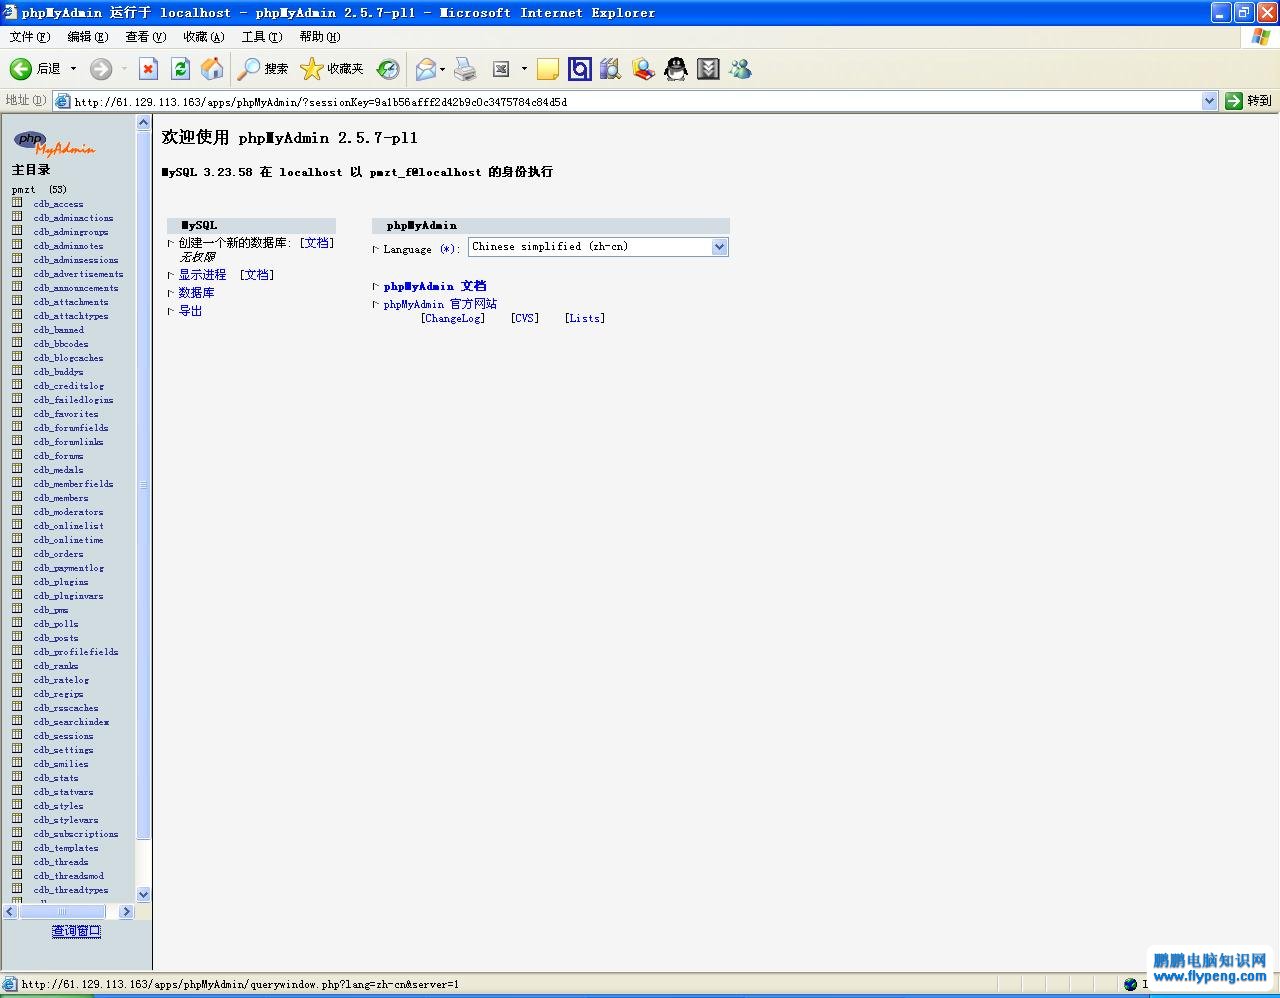 phpMyAdmin 运行于 localhost - phpMyAdmin 2.5.7-pl1 - Microsoft Internet Explorer
文件(F) 编辑(E) 查看(V) 收藏(A) 工具(T) 帮助(H)
后退 搜索 收藏夹
地址(D) http://61.129.113.163/apps/phpMyAdmin/?sessionKey=9a1b56afff2d42b9c0c3475784c84d5d 转到
php
MyAdmin
主目录
pmzt (53)
cdb_access
cdb_adminactions
cdb_admingroups
cdb_adminnotes
cdb_adminsessions
cdb_advertisements
cdb_announcements
cdb_attachments
cdb_attachtypes
cdb_banned
cdb_bbcodes
cdb_blogcaches
cdb_buddys
cdb_creditslog
cdb_failedlogins
cdb_favorites
cdb_forumfields
cdb_forumlinks
cdb_forums
cdb_medals
cdb_memberfields
cdb_members
cdb_moderators
cdb_onlinelist
cdb_onlinetime
cdb_orders
cdb_paymentlog
cdb_plugins
cdb_pluginvars
cdb_pms
cdb_polls
cdb_posts
cdb_profilefields
cdb_ranks
cdb_ratelog
cdb_regips
cdb_rsscaches
cdb_searchindex
cdb_sessions
cdb_settings
cdb_smilies
cdb_stats
cdb_statvars
cdb_styles
cdb_stylevars
cdb_subscriptions
cdb_templates
cdb_threads
cdb_threadsmod
cdb_threadtypes
查询窗口
欢迎使用 phpMyAdmin 2.5.7-pl1
MySQL 3.23.58 在 localhost 以 pmzt_f@localhost 的身份执行
MySQL
创建一个新的数据库: [文档]
无权限
显示进程 [文档]
数据库
导出
phpMyAdmin
Language (*): Chinese simplified (zh-cn)
phpMyAdmin 文档
phpMyAdmin 官方网站
[ChangeLog] [CVS] [Lists]
http://61.129.113.163/apps/phpMyAdmin/querywindow.php?lang=zh-cn&server=1
鹏鹏电脑知识网
www.flypeng.com